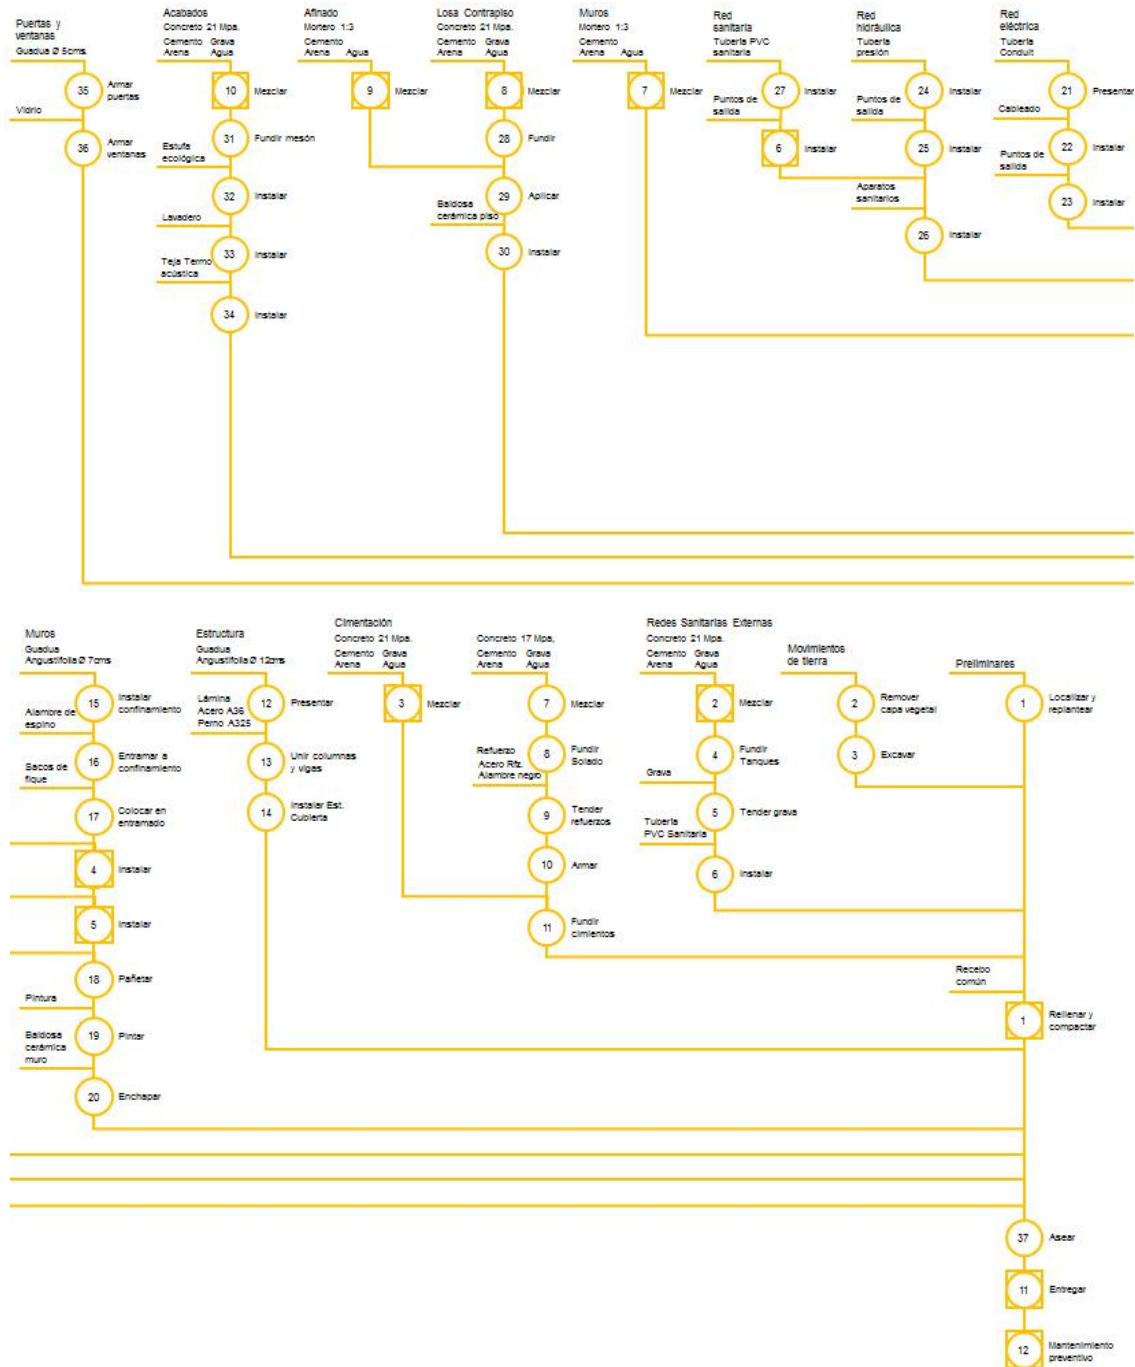 Puertas y
ventanas
Guadua Ø 5cms.
35
Armar
puertas
Vidrio
36
Armar
ventanas
Acabados
Concreto 21 Mpa.
Cemento Grava
Arena Agua
10
Mezclar
31
Fundir mesón
Estufa
ecológica
32
Instalar
Lavadero
33
Instalar
Teja Termo
acústica
34
Instalar
Afinado
Mortero 1:3
Cemento
Arena Agua
9
Mezclar
Losa Contrapiso
Concreto 21 Mpa.
Cemento Grava
Arena Agua
8
Mezclar
28
Fundir
29
Aplicar
Baldosa
cerámica piso
30
Instalar
Muros
Mortero 1:3
Cemento
Arena Agua
7
Mezclar
Red
sanitaria
Tubería PVC
sanitaria
27
Instalar
Puntos de
salida
6
Instalar
Red
hidráulica
Tubería
presión
24
Instalar
Puntos de
salida
25
Instalar
Aparatos
sanitarios
26
Instalar
Red
eléctrica
Tubería
Conduit
21
Presentar
Cableado
22
Instalar
Puntos de
salida
23
Instalar
Muros
Guadua
Angustifolia Ø 7cms
15
Instalar
confinamiento
Alambre de
espino
16
Entramar a
confinamiento
Sacos de
fique
17
Colocar en
entramado
4
Instalar
5
Instalar
18
Pañetar
Pintura
19
Pintar
Baldosa
cerámica
muro
20
Enchapar
Estructura
Guadua
Angustifolia Ø 12cms
12
Presentar
Lámina
Acero A36
Perno A325
13
Unir columnas
y vigas
14
Instalar Est.
Cubierta
Cimentación
Concreto 21 Mpa.
Cemento Grava
Arena Agua
3
Mezclar
Concreto 17 Mpa,
Cemento Grava
Arena Agua
7
Mezclar
8
Fundir
Solado
Refuerzo
Acero Rfz.
Alambre negro
9
Tender
refuerzos
10
Armar
11
Fundir
cimientos
Redes Sanitarias Externas
Concreto 21 Mpa.
Cemento Grava
Arena Agua
2
Mezclar
4
Fundir
Tanques
Grava
5
Tender grava
Tubería
PVC Sanitaria
6
Instalar
Movimientos
de tierra
2
Remover
capa vegetal
3
Excavar
Preliminares
1
Localizar y
replantear
Recebo
común
1
Rellenar y
compactar
37
Asear
11
Entregar
12
Mantenimiento
preventivo